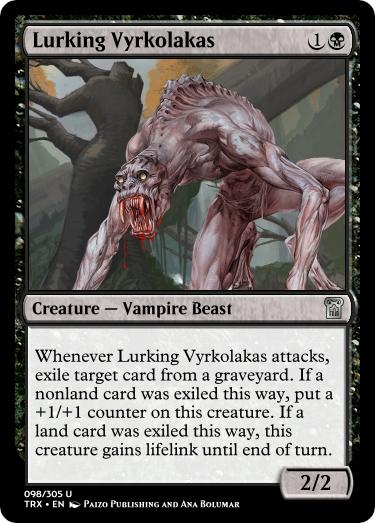 Lurking Vyrkolakas 1
Creature — Vampire Beast
Whenever Lurking Vyrkolakas attacks,
exile target card from a graveyard. If a
nonland card was exiled this way, put a
+1/+1 counter on this creature. If a
land card was exiled this way, this
creature gains lifelink until end of turn.
2/2
098/305 U
TRX • EN Paizo Publishing and Ana Bolumar